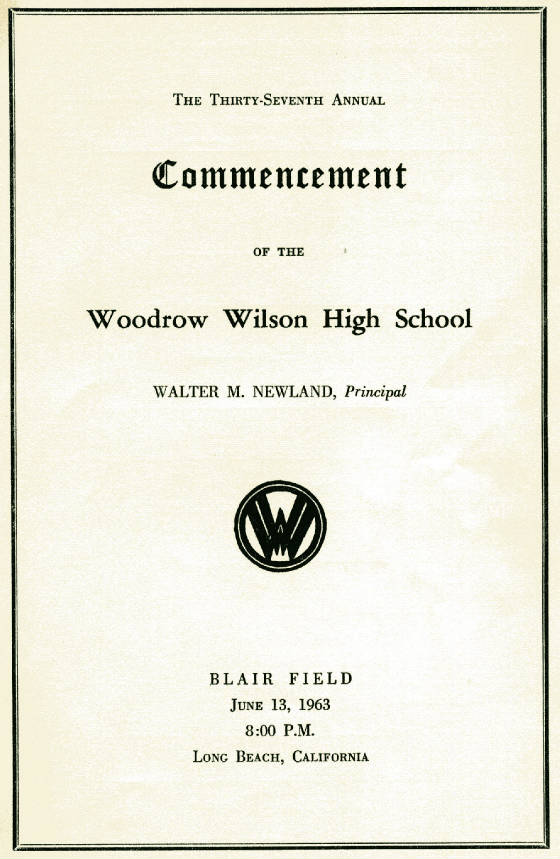 The Thirty-Seventh Annual
Commencement
OF THE
Woodrow Wilson High School
WALTER M. NEWLAND, Principal
W
BLAIR FIELD
June 13, 1963
8:00 P.M.
Long Beach, California